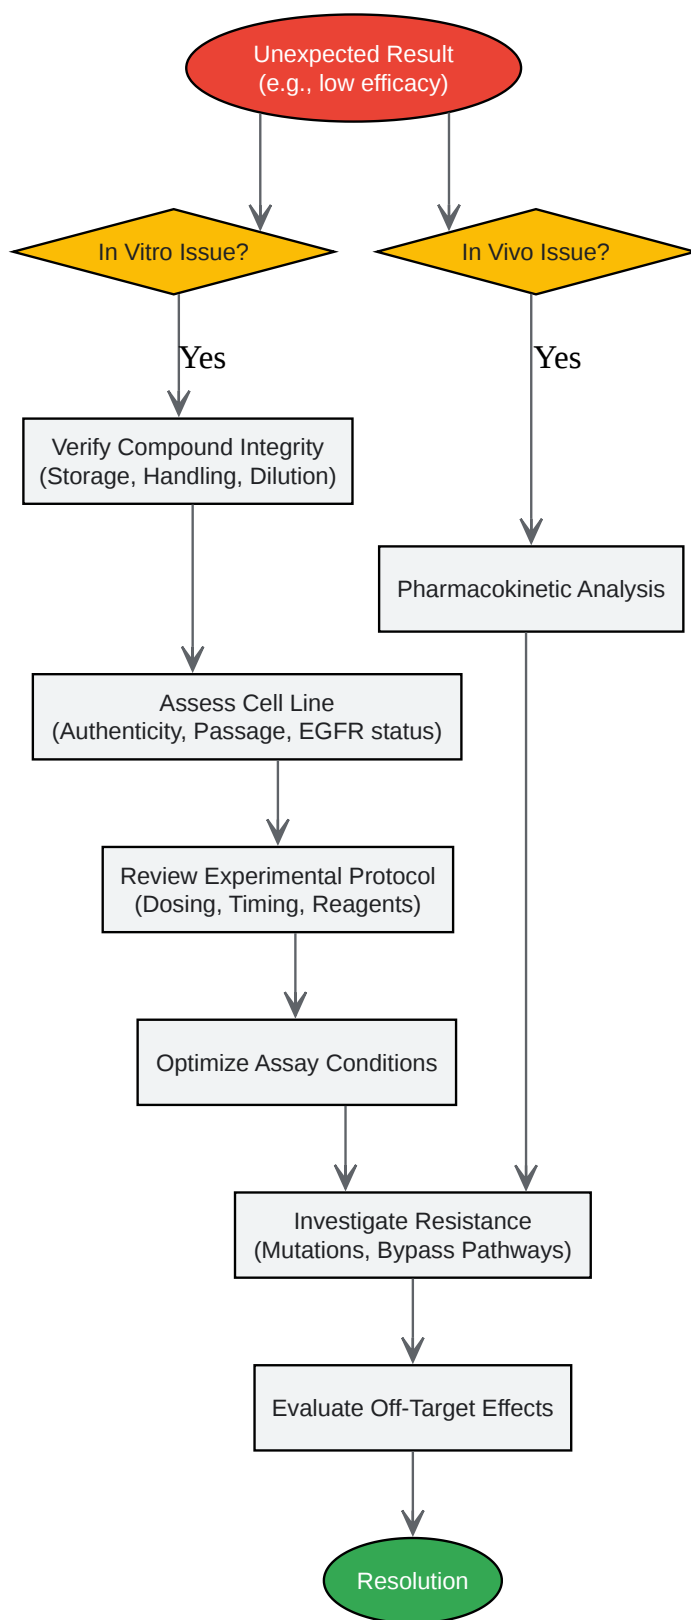 Unexpected Result
(e.g., low efficacy)
In Vitro Issue?
In Vivo Issue?
Yes
Yes
Verify Compound Integrity
(Storage, Handling, Dilution)
Pharmacokinetic Analysis
Assess Cell Line
(Authenticity, Passage, EGFR status)
Review Experimental Protocol
(Dosing, Timing, Reagents)
Optimize Assay Conditions
Investigate Resistance
(Mutations, Bypass Pathways)
Evaluate Off-Target Effects
Resolution